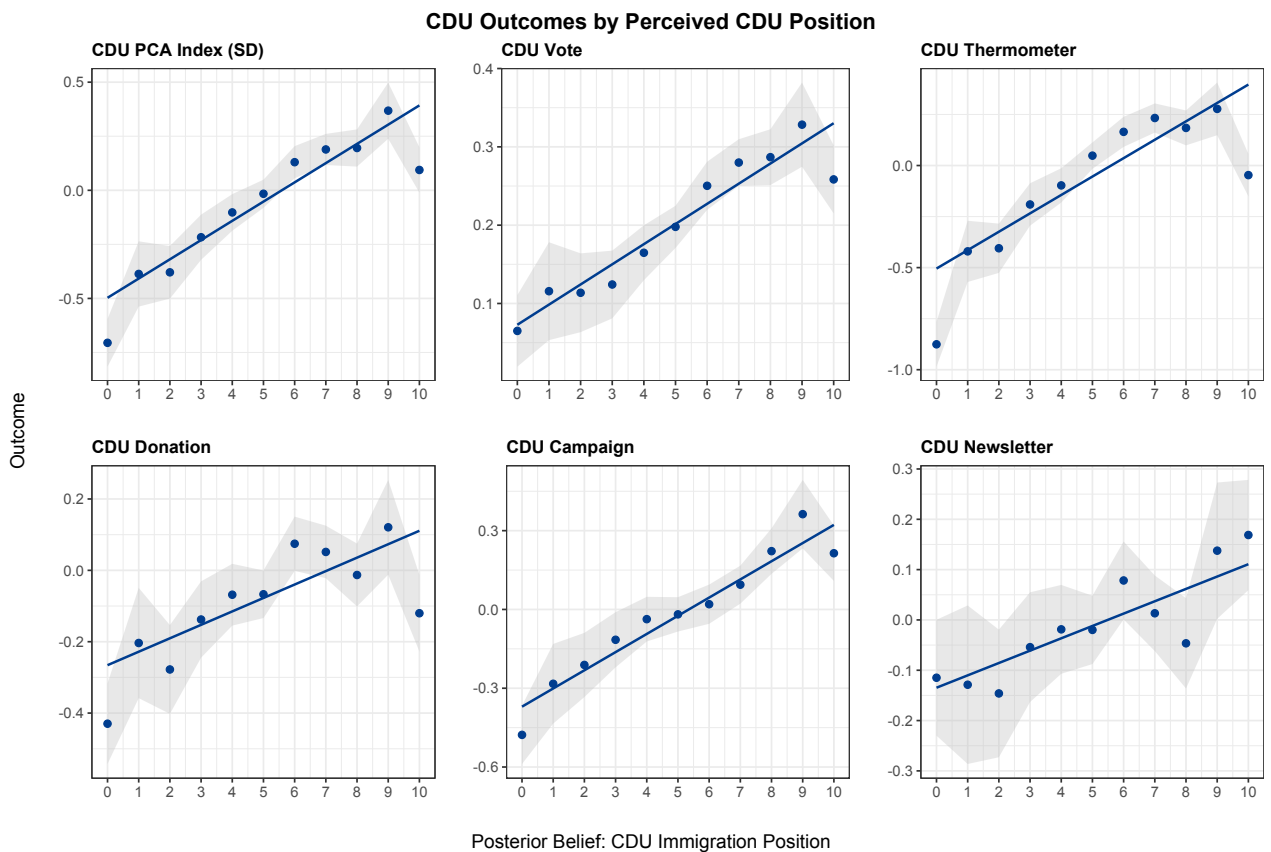 CDU Outcomes by Perceived CDU Position
CDU PCA Index (SD)
0.5
0.0
-0.5
0 1 2 3 4 5 6 7 8 9 10
CDU Vote
0.4
0.3
0.2
0.1
0 1 2 3 4 5 6 7 8 9 10
CDU Thermometer
0.0
-0.5
-1.0
0 1 2 3 4 5 6 7 8 9 10
Outcome
CDU Donation
0.2
0.0
-0.2
-0.4
0 1 2 3 4 5 6 7 8 9 10
CDU Campaign
0.3
0.0
-0.3
-0.6
0 1 2 3 4 5 6 7 8 9 10
CDU Newsletter
0.3
0.2
0.1
0.0
-0.1
-0.2
-0.3
0 1 2 3 4 5 6 7 8 9 10
Posterior Belief: CDU Immigration Position